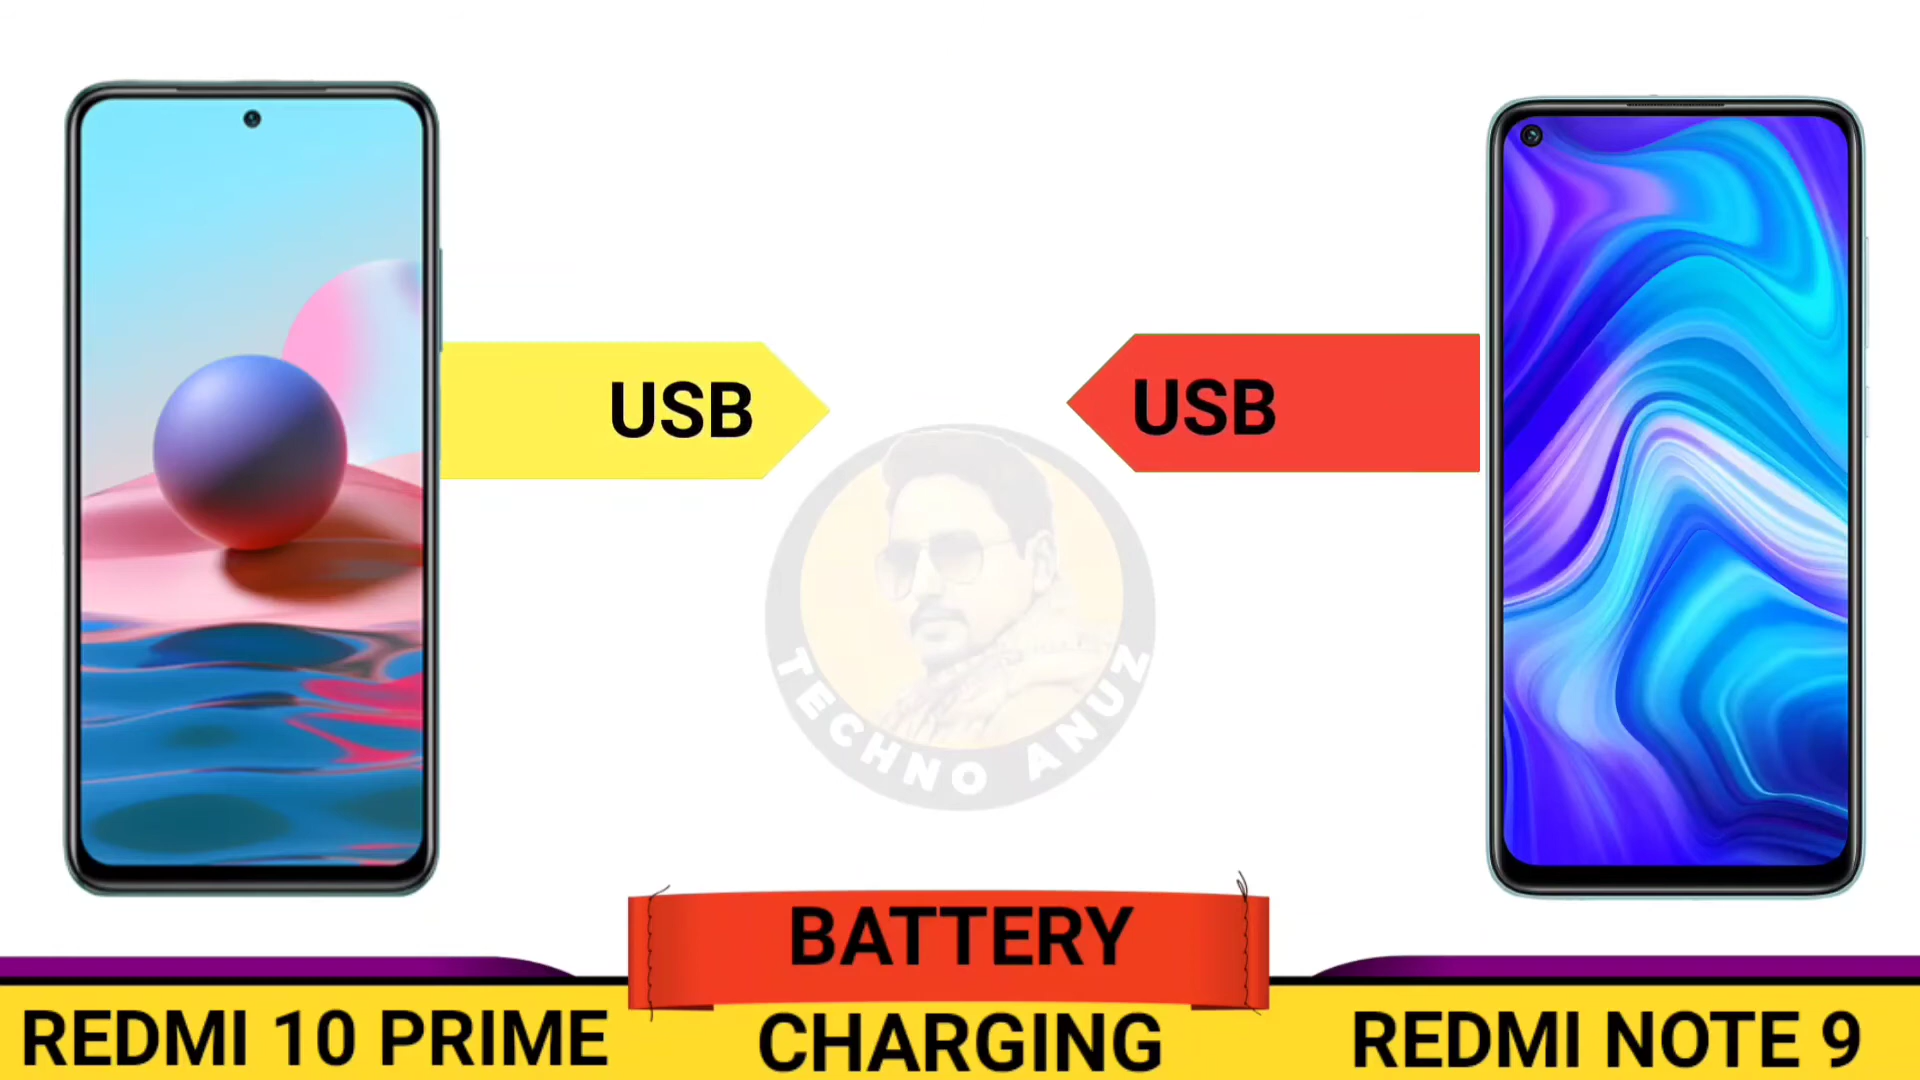 USB
USB
TECHNO ANUZ
BATTERY
REDMI 10 PRIME
CHARGING
REDMI NOTE 9